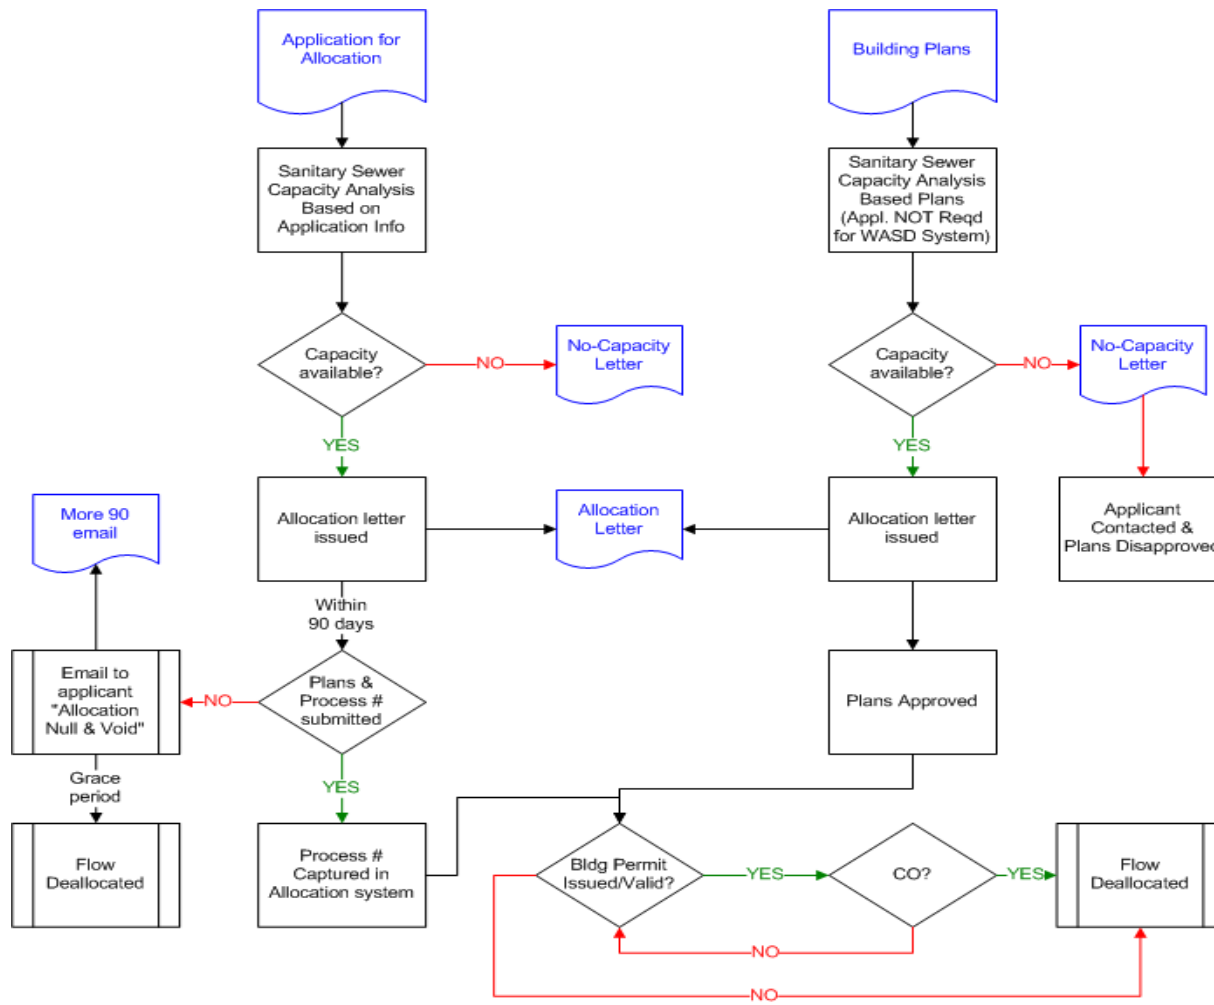 Application for
Allocation
Building Plans
Sanitary Sewer
Capacity Analysis
Based on
Application Info
Sanitary Sewer
Capacity Analysis
Based Plans
(Appl. NOT Reqd
for WASD System)
Capacity
available?
NO
No-Capacity
Letter
Capacity
available?
NO
No-Capacity
Letter
YES
YES
More 90
email
Allocation letter
issued
Allocation
Letter
Allocation letter
issued
Applicant
Contacted &
Plans Disapproved
Within
90 days
Email to
applicant
"Allocation
Null & Void"
NO
Plans &
Process #
submitted
Plans Approved
Grace
period
YES
Flow
Deallocated
Process #
Captured in
Allocation system
Bldg Permit
Issued/Valid?
YES
CO?
YES
Flow
Deallocated
NO
NO